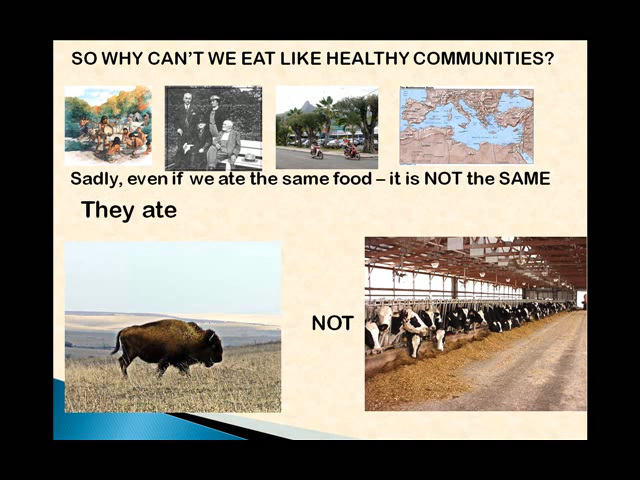 SO WHY CAN'T WE EAT LIKE HEALTHY COMMUNITIES?
Sadly, even if we ate the same food – it is NOT the SAME
They ate
NOT